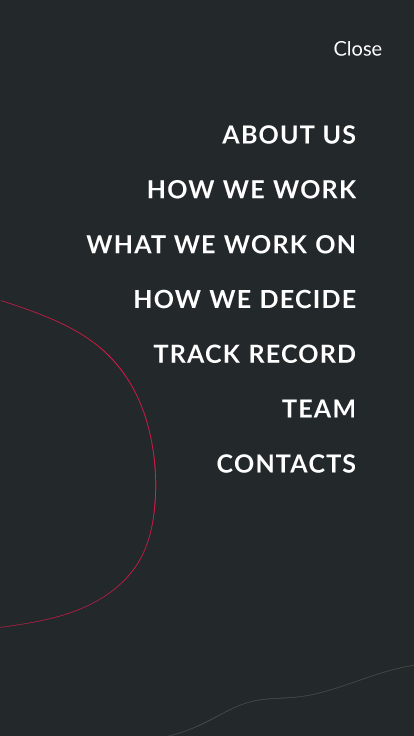 Close
ABOUT US
HOW WE WORK
WHAT WE WORK ON
HOW WE DECIDE
TRACK RECORD
TEAM
CONTACTS